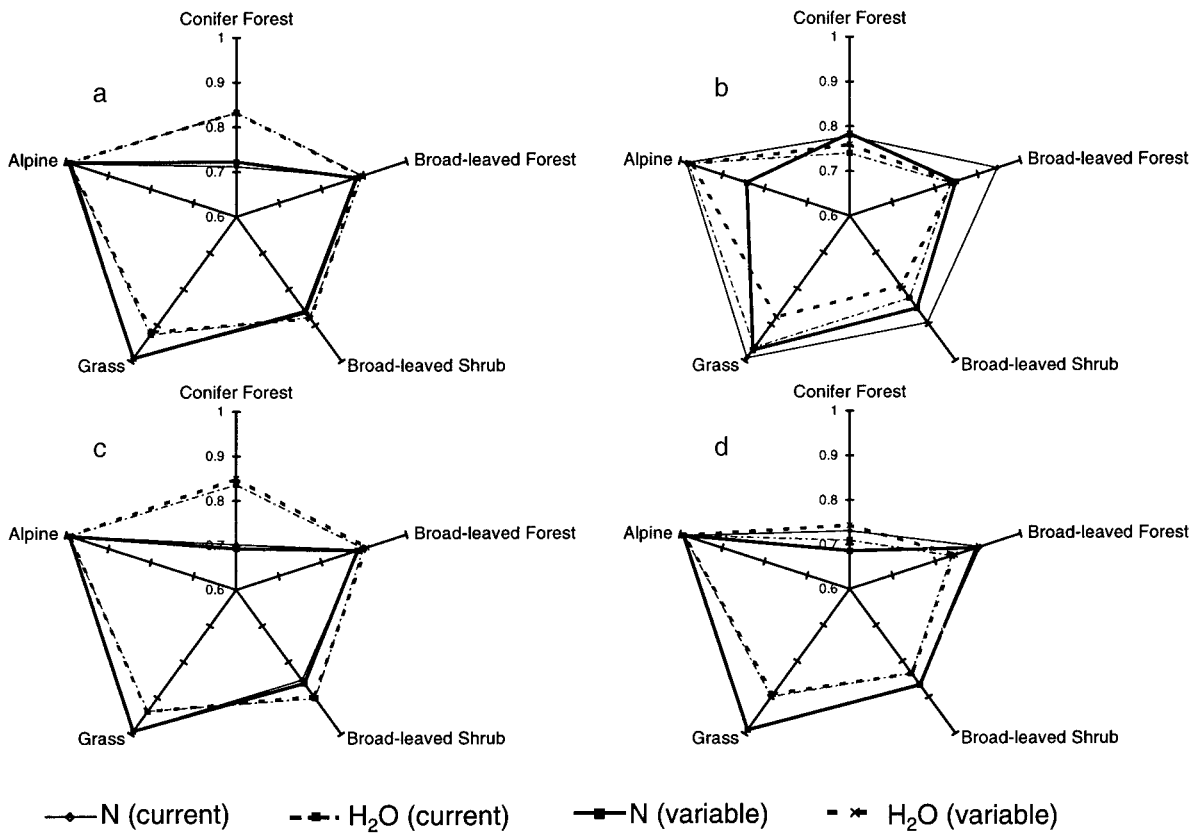 Conifer Forest
1
0.9
0.8
0.7
0.6
a
Alpine
Broad-leaved Forest
Grass
Broad-leaved Shrub
Conifer Forest
1
0.9
0.8
0.7
0.6
b
Alpine
Broad-leaved Forest
Grass
Broad-leaved Shrub
Conifer Forest
1
0.9
0.8
0.7
0.6
c
Alpine
Broad-leaved Forest
Grass
Broad-leaved Shrub
Conifer Forest
1
0.9
0.8
0.7
0.6
d
Alpine
Broad-leaved Forest
Grass
Broad-leaved Shrub
N (current) H₂O (current) N (variable) H₂O (variable)